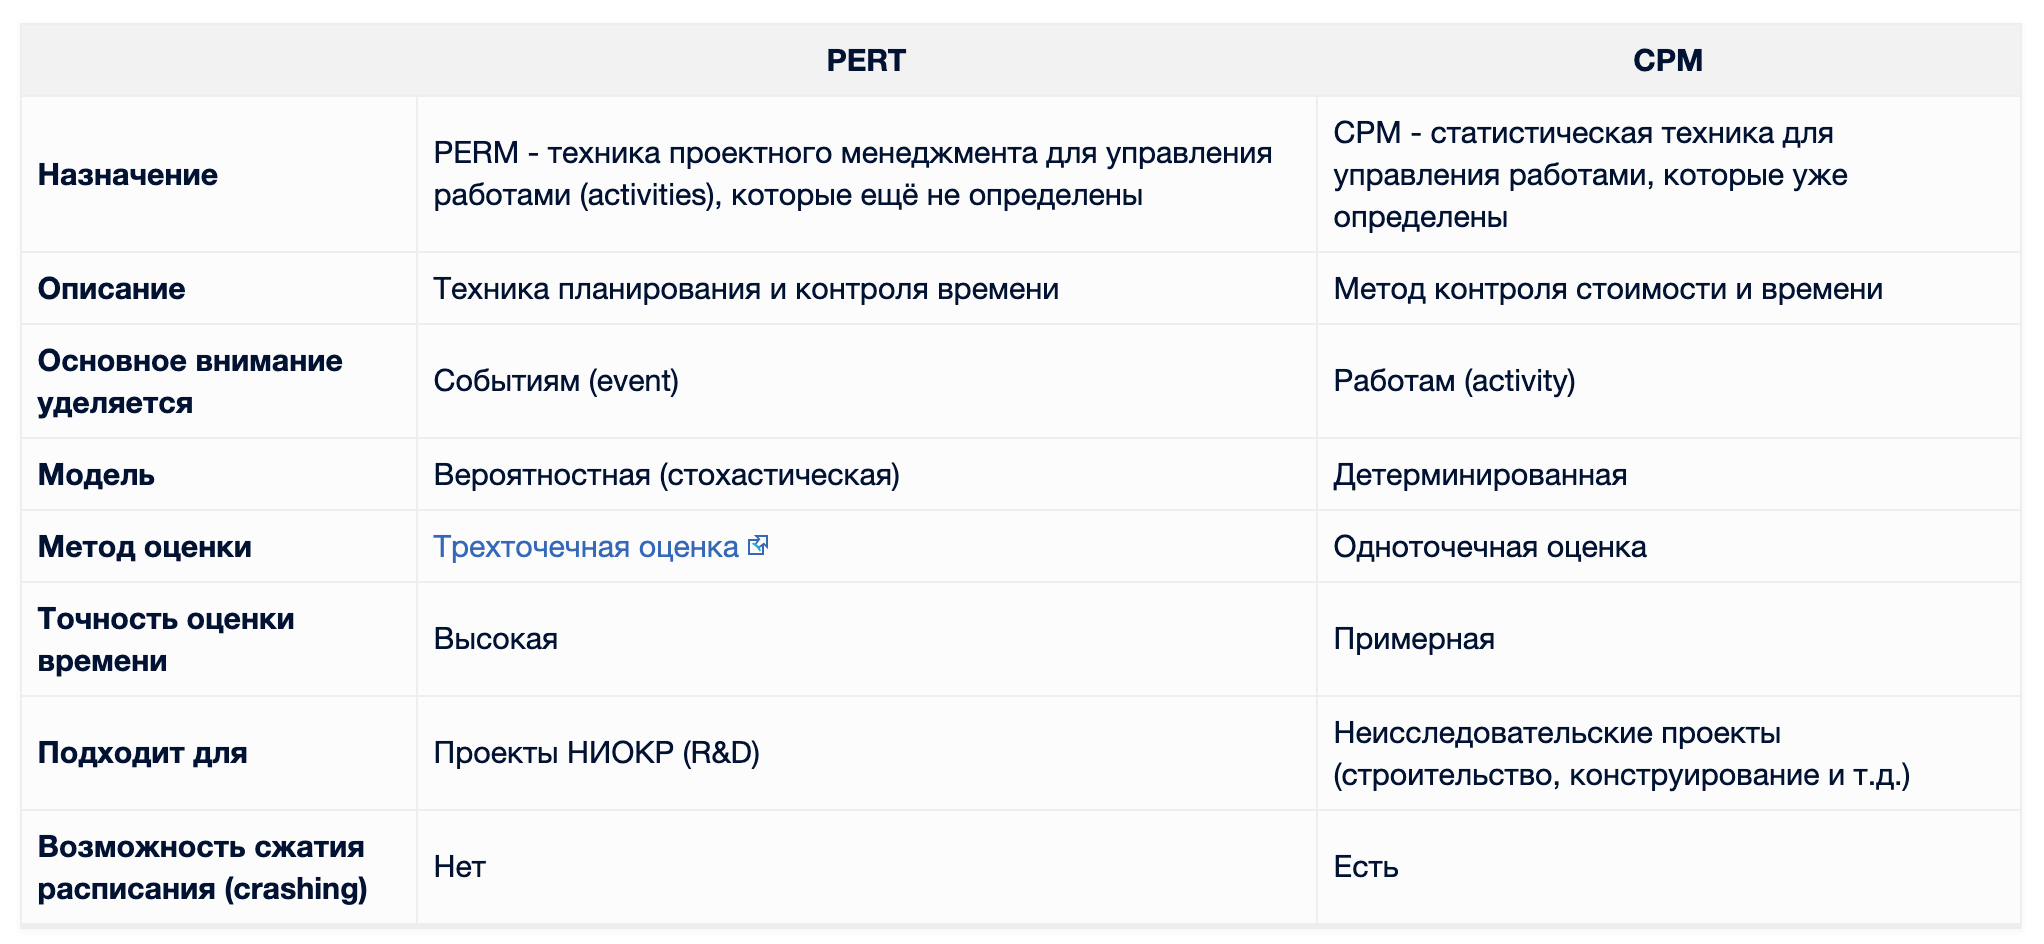 PERT
CPM
Назначение
PERM - техника проектного менеджмента для управления
работами (activities), которые ещё не определены
CPM - статистическая техника для
управления работами, которые уже
определены
Описание
Техника планирования и контроля времени
Метод контроля стоимости и времени
Основное внимание
уделяется
Событиям (event)
Работам (activity)
Модель
Вероятностная (стохастическая)
Детерминированная
Метод оценки
Трехточечная оценка
Одноточечная оценка
Точность оценки
времени
Высокая
Примерная
Подходит для
Проекты НИОКР (R&D)
Неисследовательские проекты
(строительство, конструирование и т.д.)
Возможность сжатия
расписания (crashing)
Нет
Есть